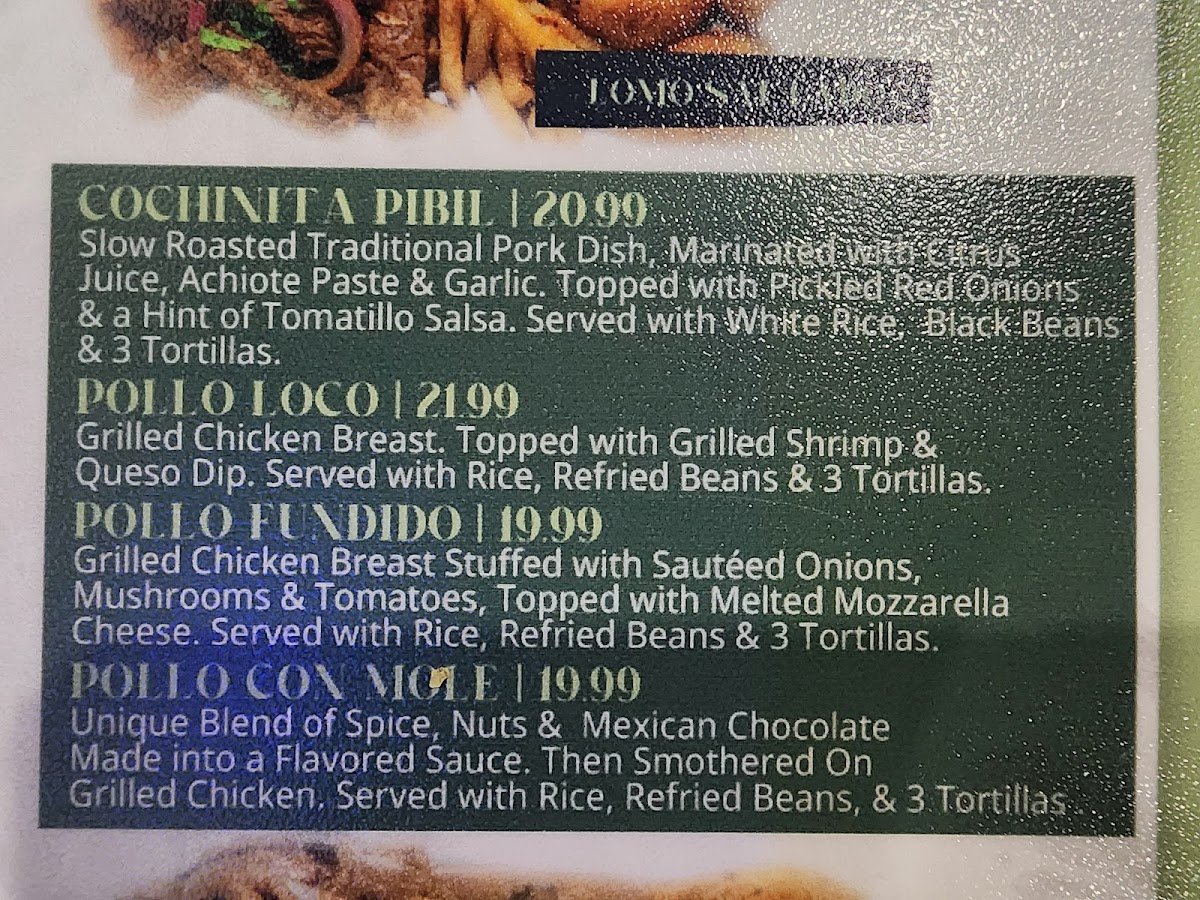 LOMO SALTADO
COCHINITA PIBIL | 20.99
Slow Roasted Traditional Pork Dish, Marinated with Citrus
Juice, Achiote Paste & Garlic. Topped with Pickled Red Onions
& a Hint of Tomatillo Salsa. Served with White Rice, Black Beans
& 3 Tortillas.
POLLO LOCO | 21.99
Grilled Chicken Breast. Topped with Grilled Shrimp &
Queso Dip. Served with Rice, Refried Beans & 3 Tortillas.
POLLO FUNDIDO | 19.99
Grilled Chicken Breast Stuffed with Sautéed Onions,
Mushrooms & Tomatoes, Topped with Melted Mozzarella
Cheese. Served with Rice, Refried Beans & 3 Tortillas.
POLLO CON MOLE | 19.99
Unique Blend of Spice, Nuts & Mexican Chocolate
Made into a Flavored Sauce. Then Smothered On
Grilled Chicken. Served with Rice, Refried Beans, & 3 Tortillas .